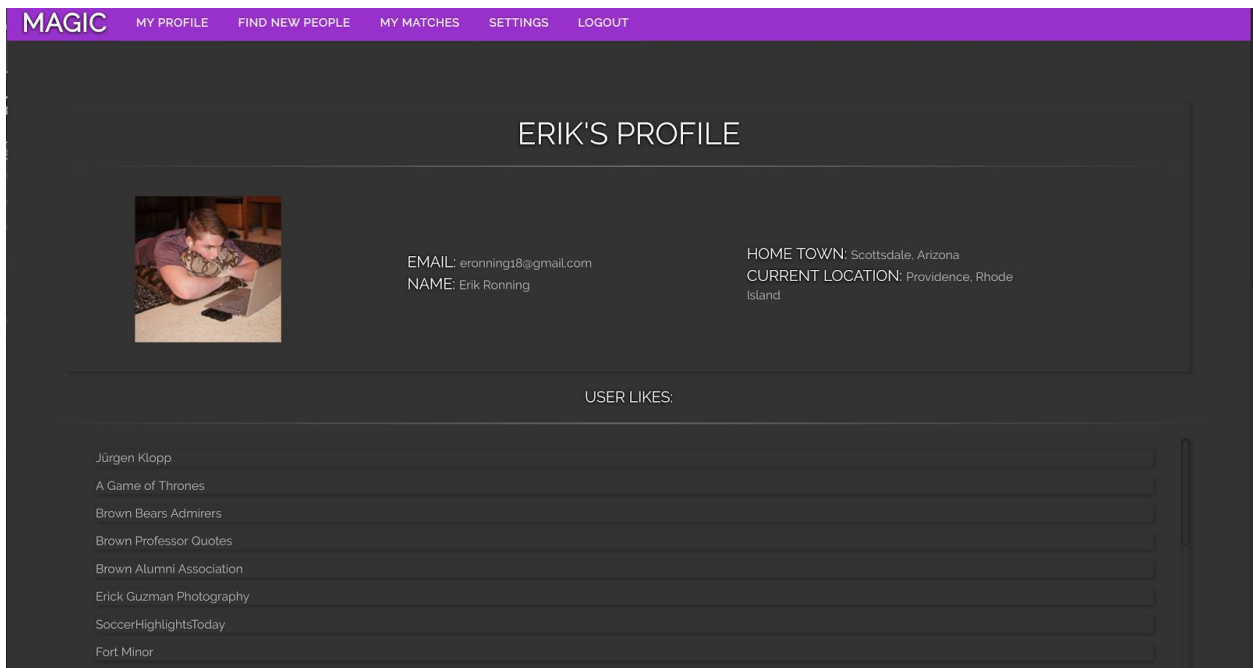 MAGIC MY PROFILE FIND NEW PEOPLE MY MATCHES SETTINGS LOGOUT
ERIK'S PROFILE
EMAIL: eronning18@gmail.com
NAME: Erik Ronning
HOME TOWN: Scottsdale, Arizona
CURRENT LOCATION: Providence, Rhode
Island
USER LIKES:
Jürgen Klopp
A Game of Thrones
Brown Bears Admirers
Brown Professor Quotes
Brown Alumni Association
Erick Guzman Photography
SoccerHighlightsToday
Fort Minor